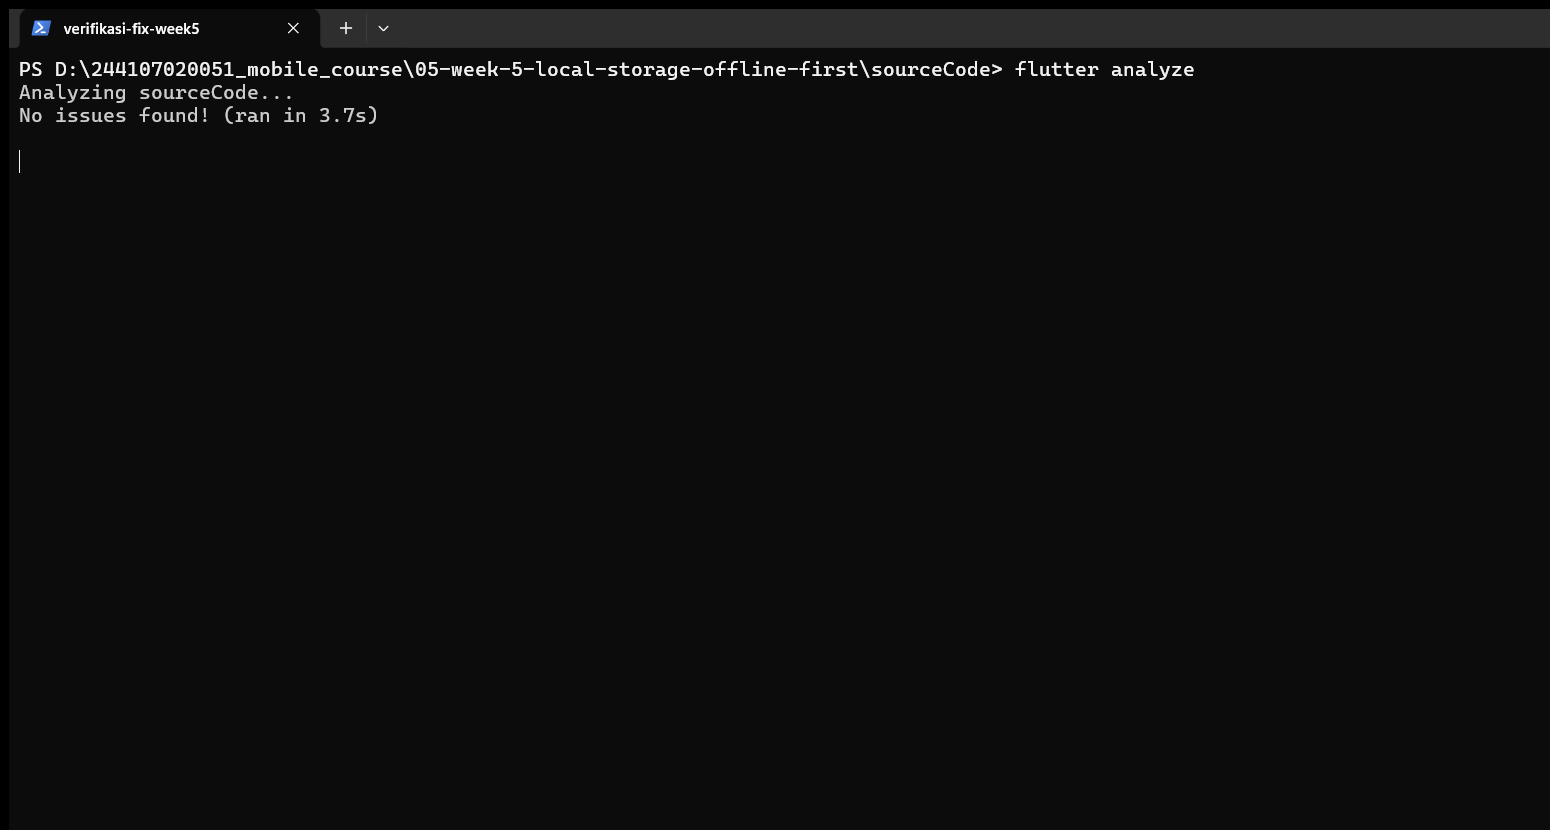 verifikasi-fix-week5
PS D:\244107020051_mobile_course\05-week-5-local-storage-offline-first\sourceCode> flutter analyze
Analyzing sourceCode...
No issues found! (ran in 3.7s)